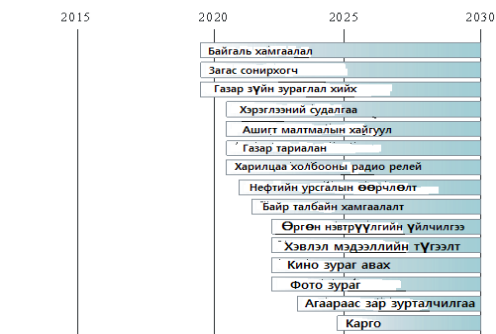 2015 2020 2025 2030
Байгаль хамгаалал
Загас сонирхогч
Газар зүйн зураглал хийх
Хэрэглээний судалгаа
Ашигт малтмалын хайгуул
Газар тариалан
Харилцаа холбооны радио релей
Нефтийн урсгалын өөрчлөлт
Байр талбайн хамгаалалт
Өргөн нэвтрүүлгийн үйлчилгээ
Хэвлэл мэдээллийн түгээлт
Кино зураг авах
Фото зураг
Агаараас зар зурталчилгаа
Карго